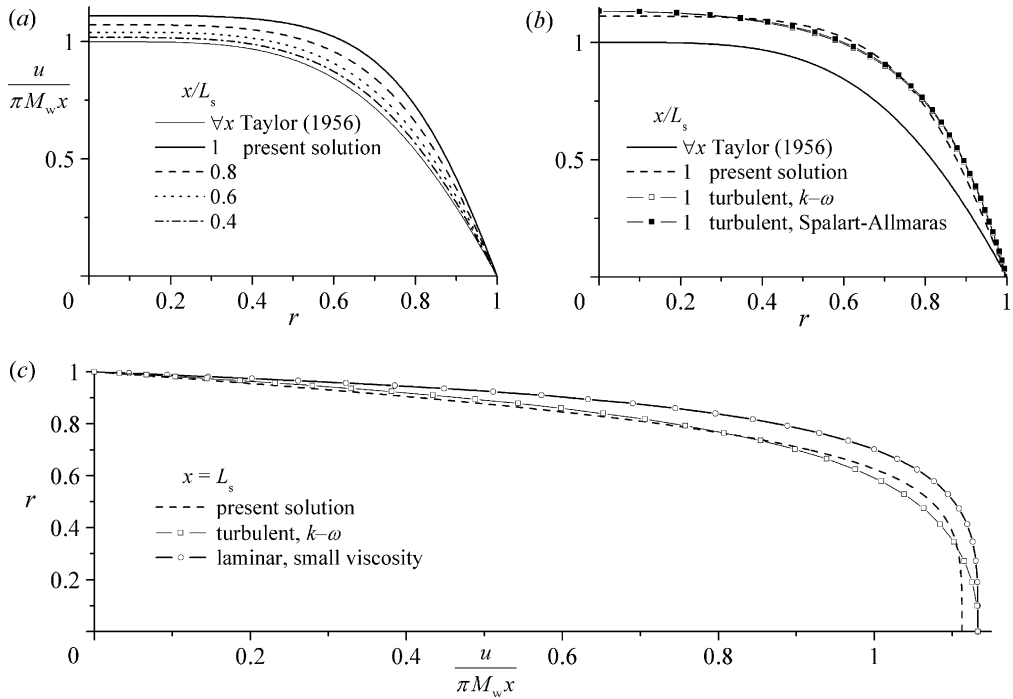 (a)
1
0.5
0
0.2
0.4
0.6
0.8
1
u
πM_w x
r
x/L_s
∀x Taylor (1956)
1 present solution
0.8
0.6
0.4
(b)
1
0.5
0
0.2
0.4
0.6
0.8
1
r
x/L_s
∀x Taylor (1956)
1 present solution
1 turbulent, k–ω
1 turbulent, Spalart-Allmaras
(c)
1
0.8
0.6
0.4
0.2
r
x = L_s
present solution
turbulent, k–ω
laminar, small viscosity
0
0.2
0.4
0.6
0.8
1
u
πM_w x